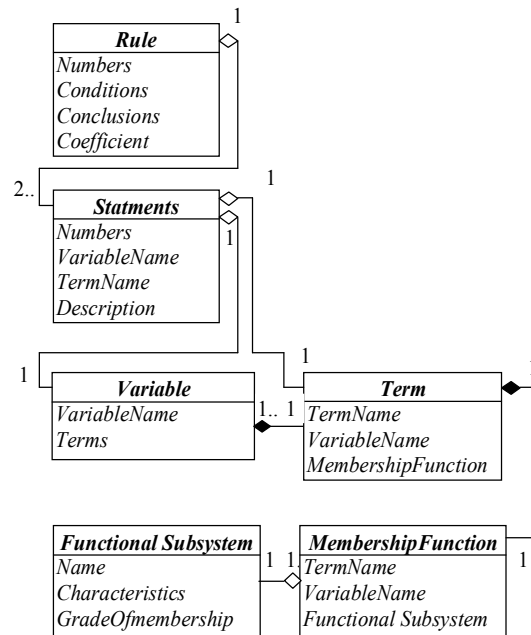 1
Rule
Numbers
Conditions
Conclusions
Coefficient
2..
1
Statments
1
Numbers
VariableName
TermName
Description
1
1
Variable
Term
VariableName
Terms
1.. 1
TermName
VariableName
MembershipFunction
Functional Subsystem
1
1.
MembershipFunction
1
Name
Characteristics
GradeOfmembership
TermName
VariableName
Functional Subsystem